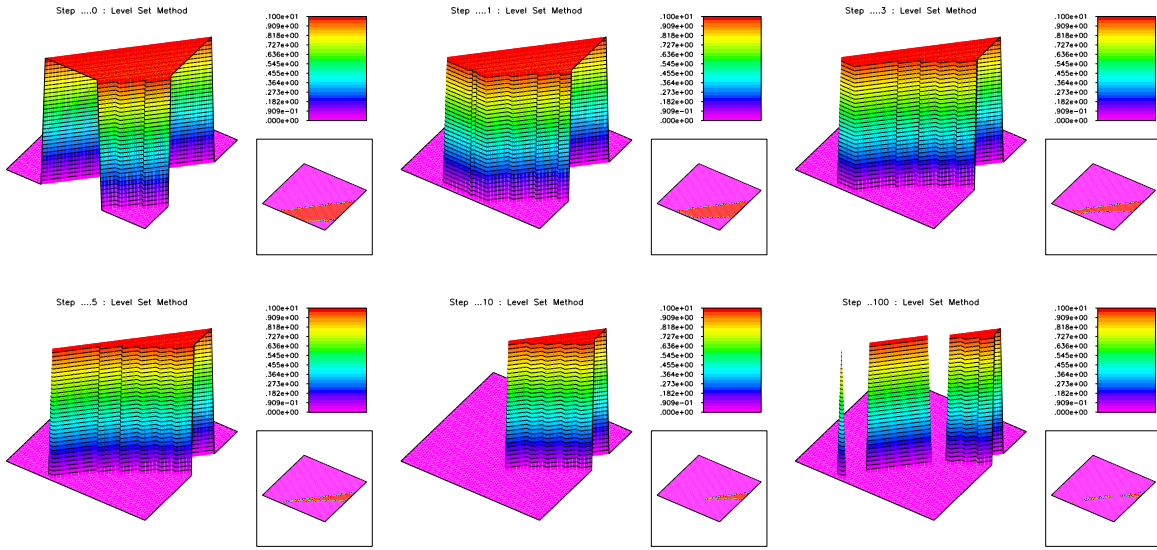 Step ....0 : Level Set Method
.100e+01
.909e+00
.818e+00
.727e+00
.636e+00
.545e+00
.455e+00
.364e+00
.273e+00
.182e+00
.909e-01
.000e+00
Step ....1 : Level Set Method
.100e+01
.909e+00
.818e+00
.727e+00
.636e+00
.545e+00
.455e+00
.364e+00
.273e+00
.182e+00
.909e-01
.000e+00
Step ....3 : Level Set Method
.100e+01
.909e+00
.818e+00
.727e+00
.636e+00
.545e+00
.455e+00
.364e+00
.273e+00
.182e+00
.909e-01
.000e+00
Step ....5 : Level Set Method
.100e+01
.909e+00
.818e+00
.727e+00
.636e+00
.545e+00
.455e+00
.364e+00
.273e+00
.182e+00
.909e-01
.000e+00
Step ...10 : Level Set Method
.100e+01
.909e+00
.818e+00
.727e+00
.636e+00
.545e+00
.455e+00
.364e+00
.273e+00
.182e+00
.909e-01
.000e+00
Step ..100 : Level Set Method
.100e+01
.909e+00
.818e+00
.727e+00
.636e+00
.545e+00
.455e+00
.364e+00
.273e+00
.182e+00
.909e-01
.000e+00